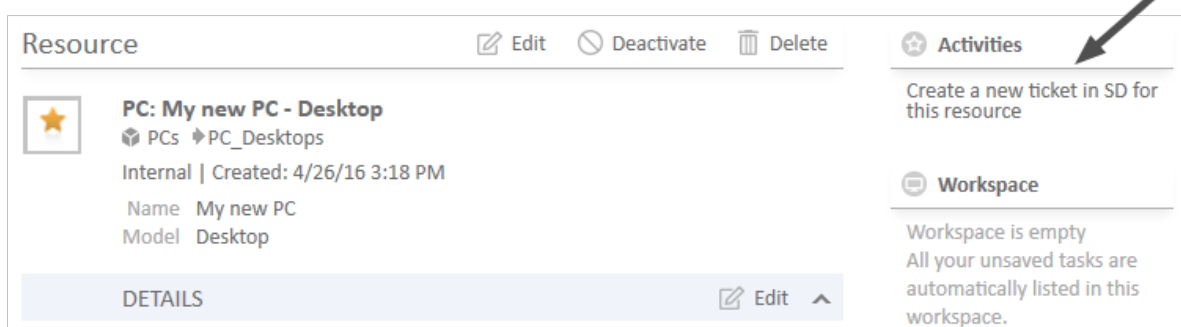 Resource
Edit
Deactivate
Delete
PC: My new PC - Desktop
PCs PC_Desktops
Internal | Created: 4/26/16 3:18 PM
Name My new PC
Model Desktop
DETAILS
Edit
Activities
Create a new ticket in SD for
this resource
Workspace
Workspace is empty
All your unsaved tasks are
automatically listed in this
workspace.